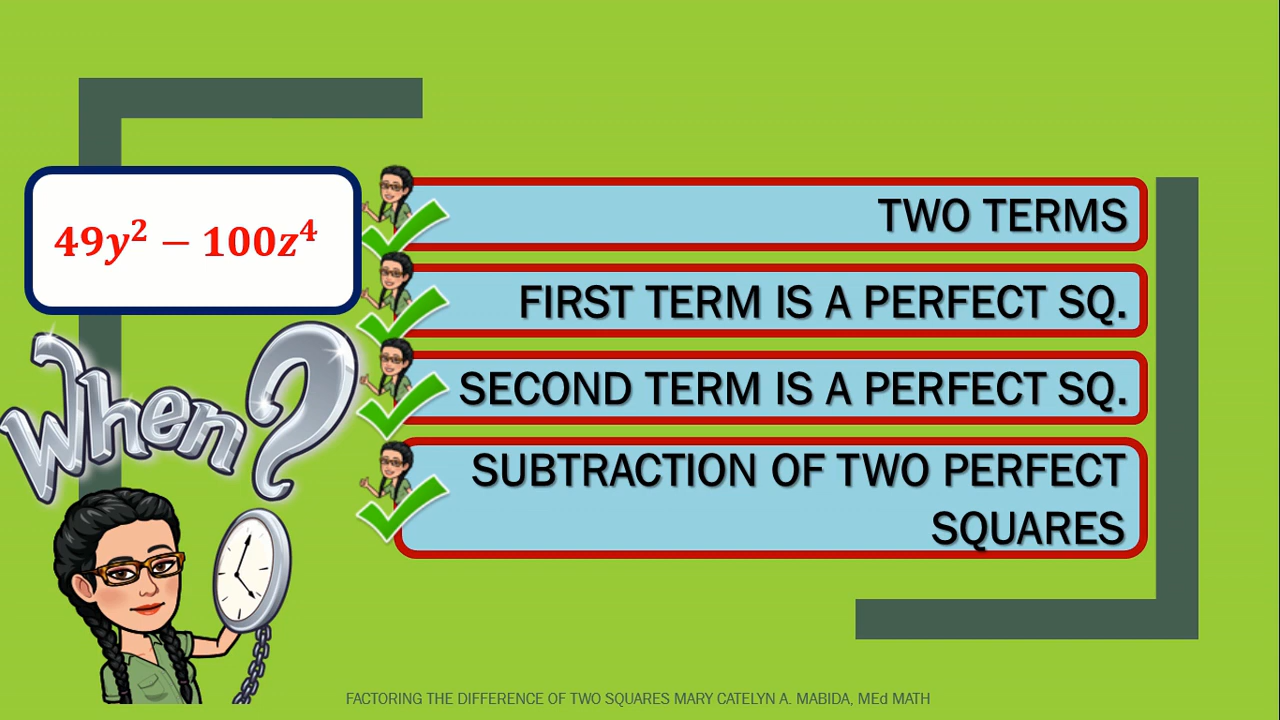 49y² − 100z⁴
TWO TERMS
FIRST TERM IS A PERFECT SQ.
SECOND TERM IS A PERFECT SQ.
SUBTRACTION OF TWO PERFECT
SQUARES
When?
FACTORING THE DIFFERENCE OF TWO SQUARES MARY CATELYN A. MABIDA, MEd MATH